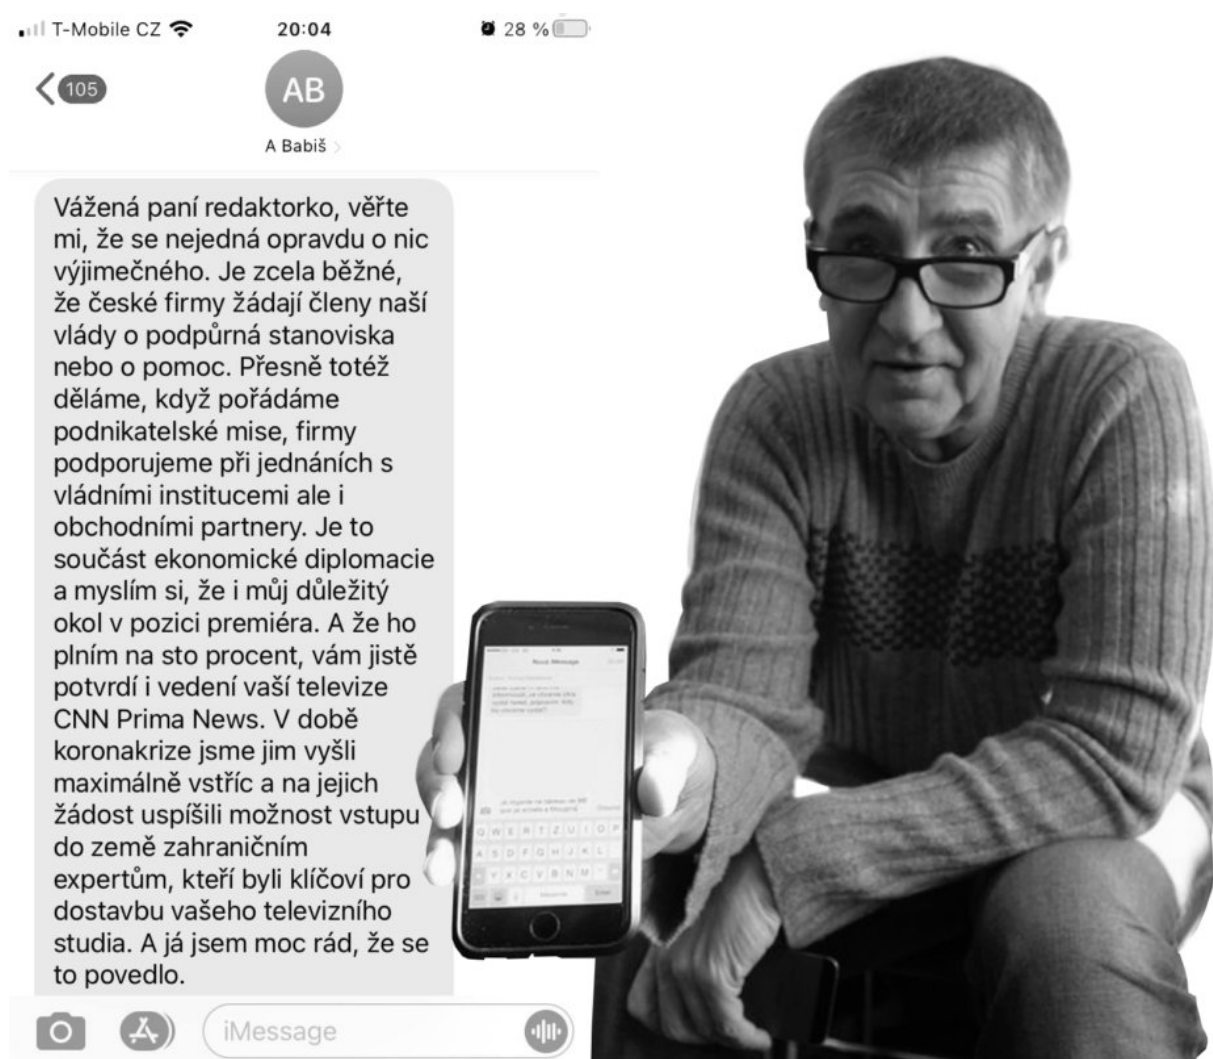 T-Mobile CZ 20:04 28 %
105
AB
A Babiš
Vážená paní redaktorko, věřte
mi, že se nejedná opravdu o nic
výjimečného. Je zcela běžné,
že české firmy žádají členy naší
vlády o podpůrná stanoviska
nebo o pomoc. Přesně totéž
děláme, když pořádáme
podnikatelské mise, firmy
podporujeme při jednáních s
vládními institucemi ale i
obchodními partnery. Je to
součást ekonomické diplomacie
a myslím si, že i můj důležitý
okol v pozici premiéra. A že ho
plním na sto procent, vám jistě
potvrdí i vedení vaší televize
CNN Prima News. V době
koronakrize jsme jim vyšli
maximálně vstříc a na jejich
žádost uspíšili možnost vstupu
do země zahraničním
expertům, kteří byli klíčoví pro
dostavbu vašeho televizního
studia. A já jsem moc rád, že se
to povedlo.
iMessage
Q W E R T Z U I O P
A S D F G H J K L
Y X C V B N M